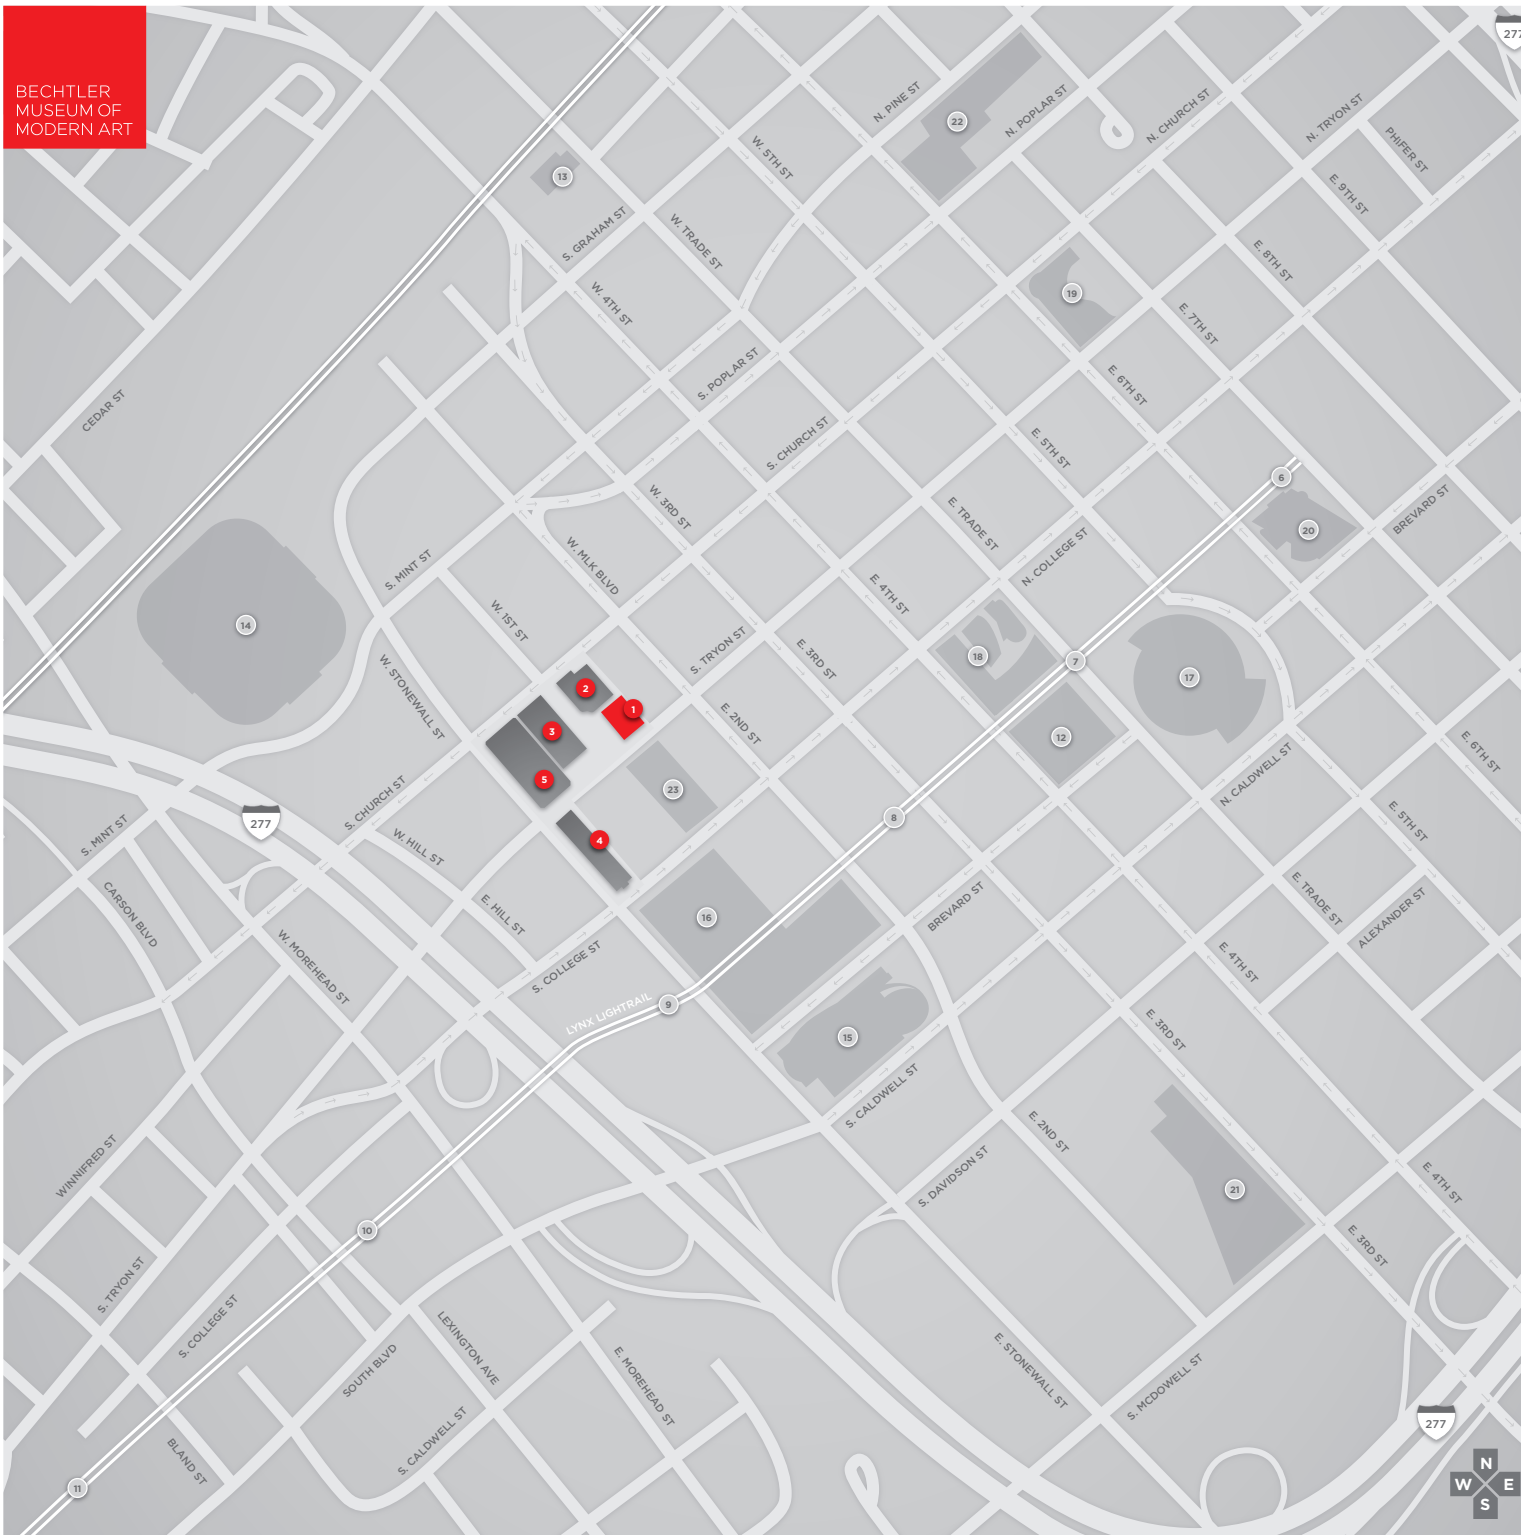 BECHTLER
MUSEUM OF
MODERN ART
277
N. PINE ST
22
N. POPLAR ST
N. CHURCH ST
N. TRYON ST
PHIFER ST
W. 5TH ST
13
E. 9TH ST
S. GRAHAM ST
W. TRADE ST
E. 8TH ST
W. 4TH ST
19
E. 7TH ST
S. POPLAR ST
E. 6TH ST
CEDAR ST
S. CHURCH ST
E. 5TH ST
6
W. 3RD ST
E. TRADE ST
BREVARD ST
20
S. MINT ST
W. MLK BLVD
N. COLLEGE ST
E. 4TH ST
14
W. 1ST ST
S. TRYON ST
E. 3RD ST
18
7
17
W. STONEWALL ST
2
1
3
E. 2ND ST
12
E. 6TH ST
5
23
N. CALDWELL ST
S. CHURCH ST
8
277
E. 5TH ST
S. MINT ST
W. HILL ST
4
CARSON BLVD
E. HILL ST
16
BREVARD ST
E. TRADE ST
ALEXANDER ST
W. MOREHEAD ST
S. COLLEGE ST
E. 4TH ST
LYNX LIGHTRAIL
9
15
E. 3RD ST
S. CALDWELL ST
E. 2ND ST
WINNIFRED ST
S. DAVIDSON ST
21
E. 4TH ST
10
E. 3RD ST
S. TRYON ST
S. COLLEGE ST
SOUTH BLVD
LEXINGTON AVE
E. MOREHEAD ST
E. STONEWALL ST
S. MCDOWELL ST
277
S. CALDWELL ST
BLAND ST
11
N
W E
S